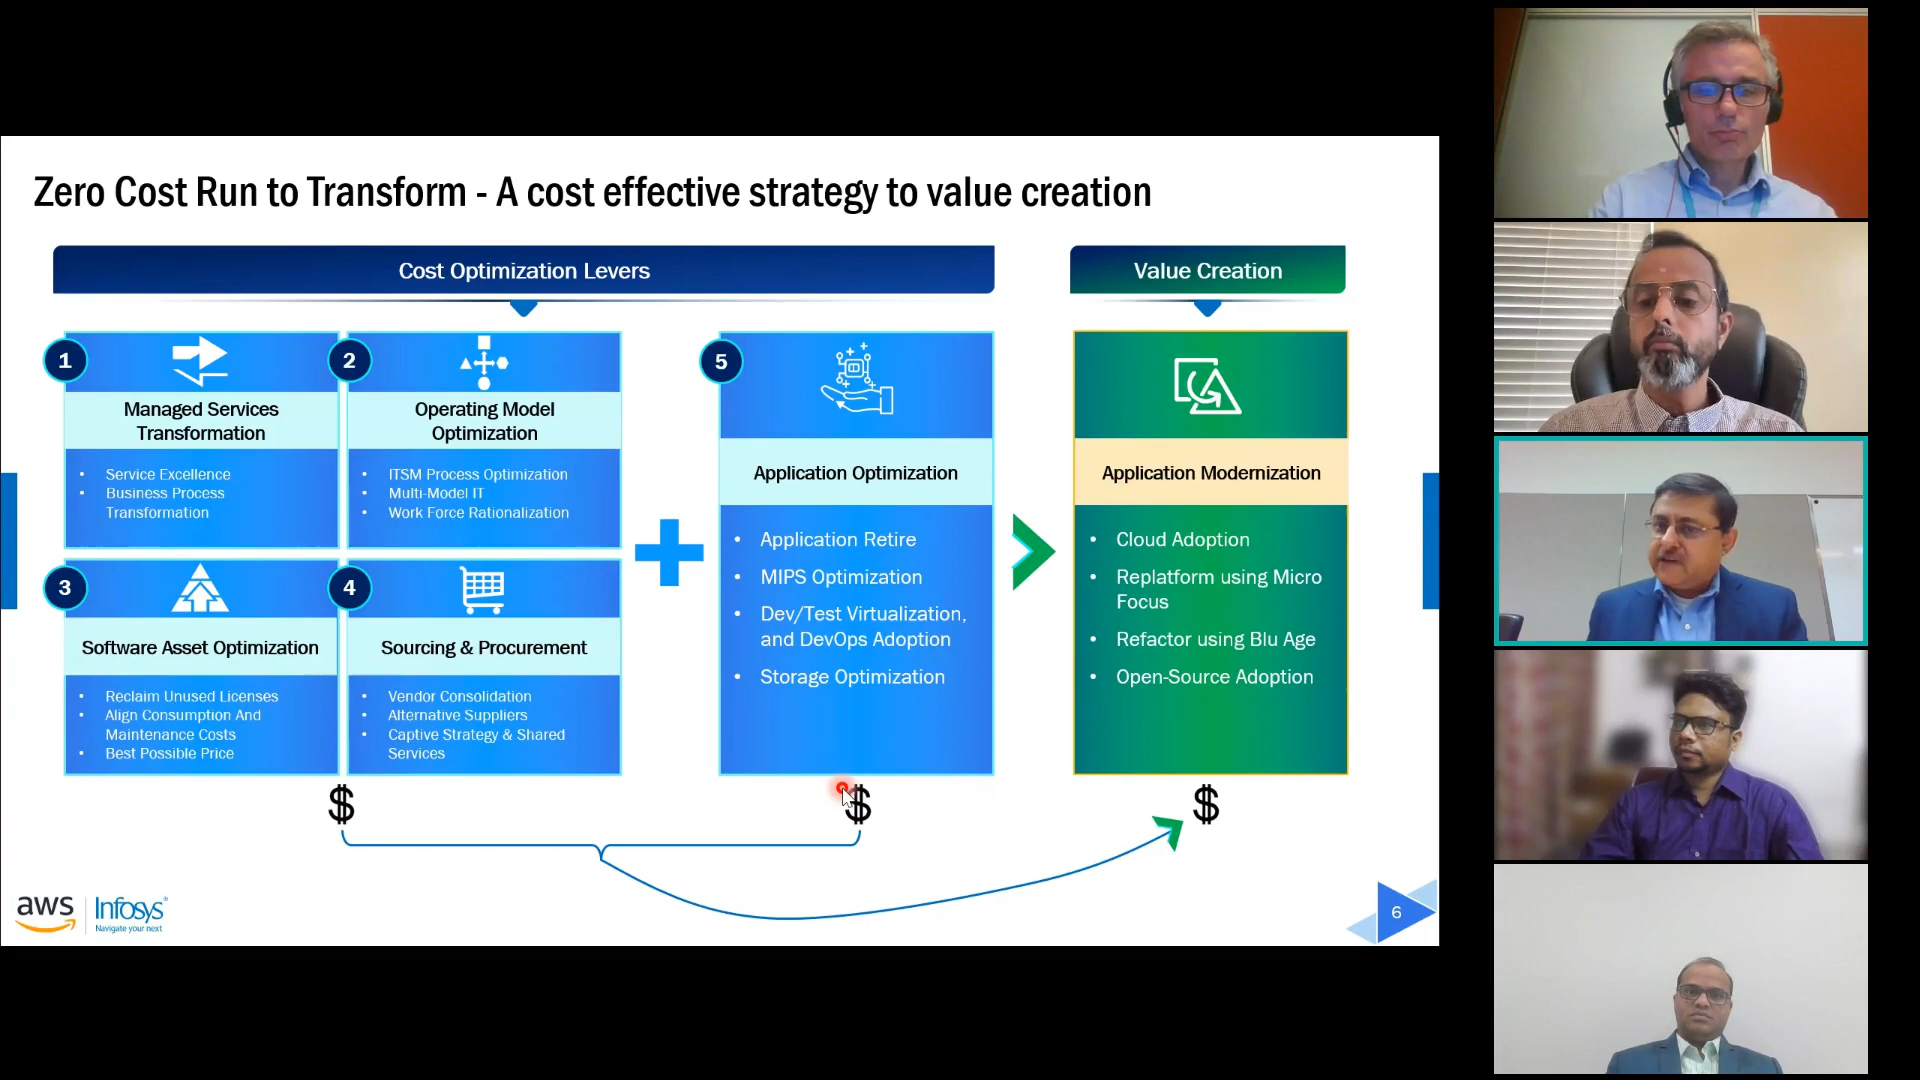 Zero Cost Run to Transform - A cost effective strategy to value creation
Cost Optimization Levers
Value Creation
1
Managed Services
Transformation
• Service Excellence
• Business Process
Transformation
2
Operating Model
Optimization
• ITSM Process Optimization
• Multi-Model IT
• Work Force Rationalization
3
Software Asset Optimization
• Reclaim Unused Licenses
• Align Consumption And
Maintenance Costs
• Best Possible Price
4
Sourcing & Procurement
• Vendor Consolidation
• Alternative Suppliers
• Captive Strategy & Shared
Services
5
Application Optimization
• Application Retire
• MIPS Optimization
• Dev/Test Virtualization,
and DevOps Adoption
• Storage Optimization
Application Modernization
• Cloud Adoption
• Replatform using Micro
Focus
• Refactor using Blu Age
• Open-Source Adoption
$
$
$
aws
Infosys®
Navigate your next
6